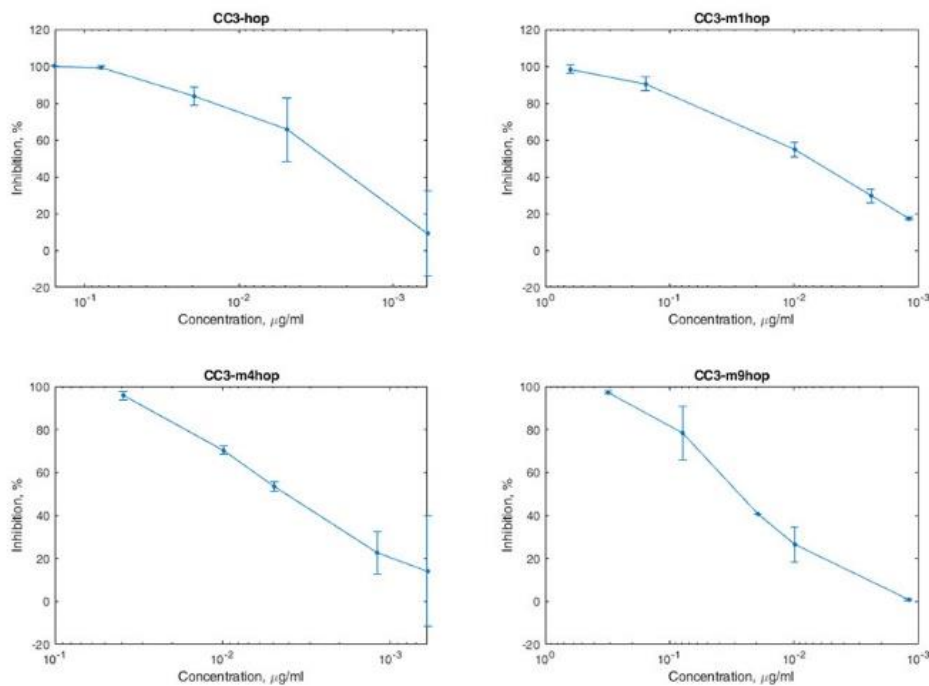 CC3-hop
120
100
80
60
40
20
0
-20
Inhibition, %
10⁻¹ 10⁻² 10⁻³
Concentration, μg/ml
CC3-m1hop
120
100
80
60
40
20
0
-20
Inhibition, %
10⁰ 10⁻¹ 10⁻² 10⁻³
Concentration, μg/ml
CC3-m4hop
100
80
60
40
20
0
-20
Inhibition, %
10⁻¹ 10⁻² 10⁻³
Concentration, μg/ml
CC3-m9hop
100
80
60
40
20
0
-20
Inhibition, %
10⁰ 10⁻¹ 10⁻² 10⁻³
Concentration, μg/ml